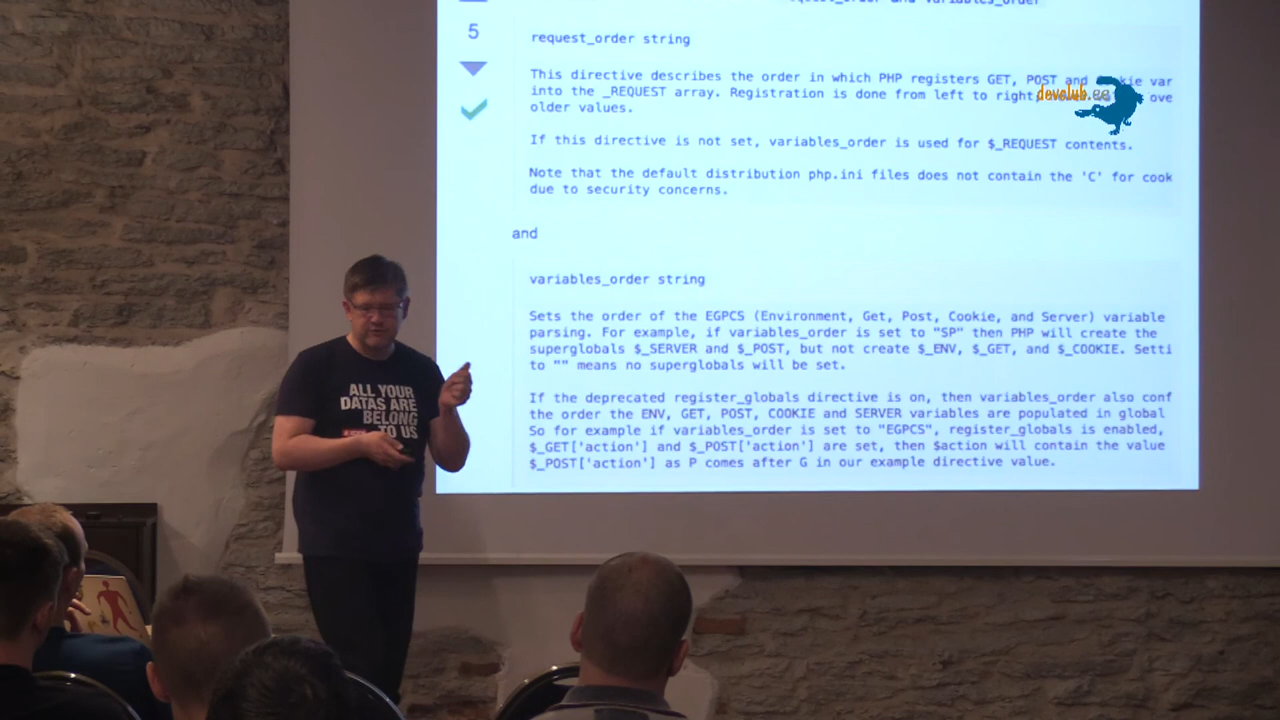 request_order and variables_order
5
request_order string
This directive describes the order in which PHP registers GET, POST and kie var
into the _REQUEST array. Registration is done from left to right, ove
older values.
If this directive is not set, variables_order is used for $_REQUEST contents.
Note that the default distribution php.ini files does not contain the 'C' for cook
due to security concerns.
and
variables_order string
Sets the order of the EGPCS (Environment, Get, Post, Cookie, and Server) variable
parsing. For example, if variables_order is set to "SP" then PHP will create the
superglobals $_SERVER and $_POST, but not create $_ENV, $_GET, and $_COOKIE. Setti
to "" means no superglobals will be set.
If the deprecated register_globals directive is on, then variables_order also conf
the order the ENV, GET, POST, COOKIE and SERVER variables are populated in global
So for example if variables_order is set to "EGPCS", register_globals is enabled,
$_GET['action'] and $_POST['action'] are set, then $action will contain the value
$_POST['action'] as P comes after G in our example directive value.
devclub.ee
ALL YOUR
DATAS ARE
BELONG
TO US